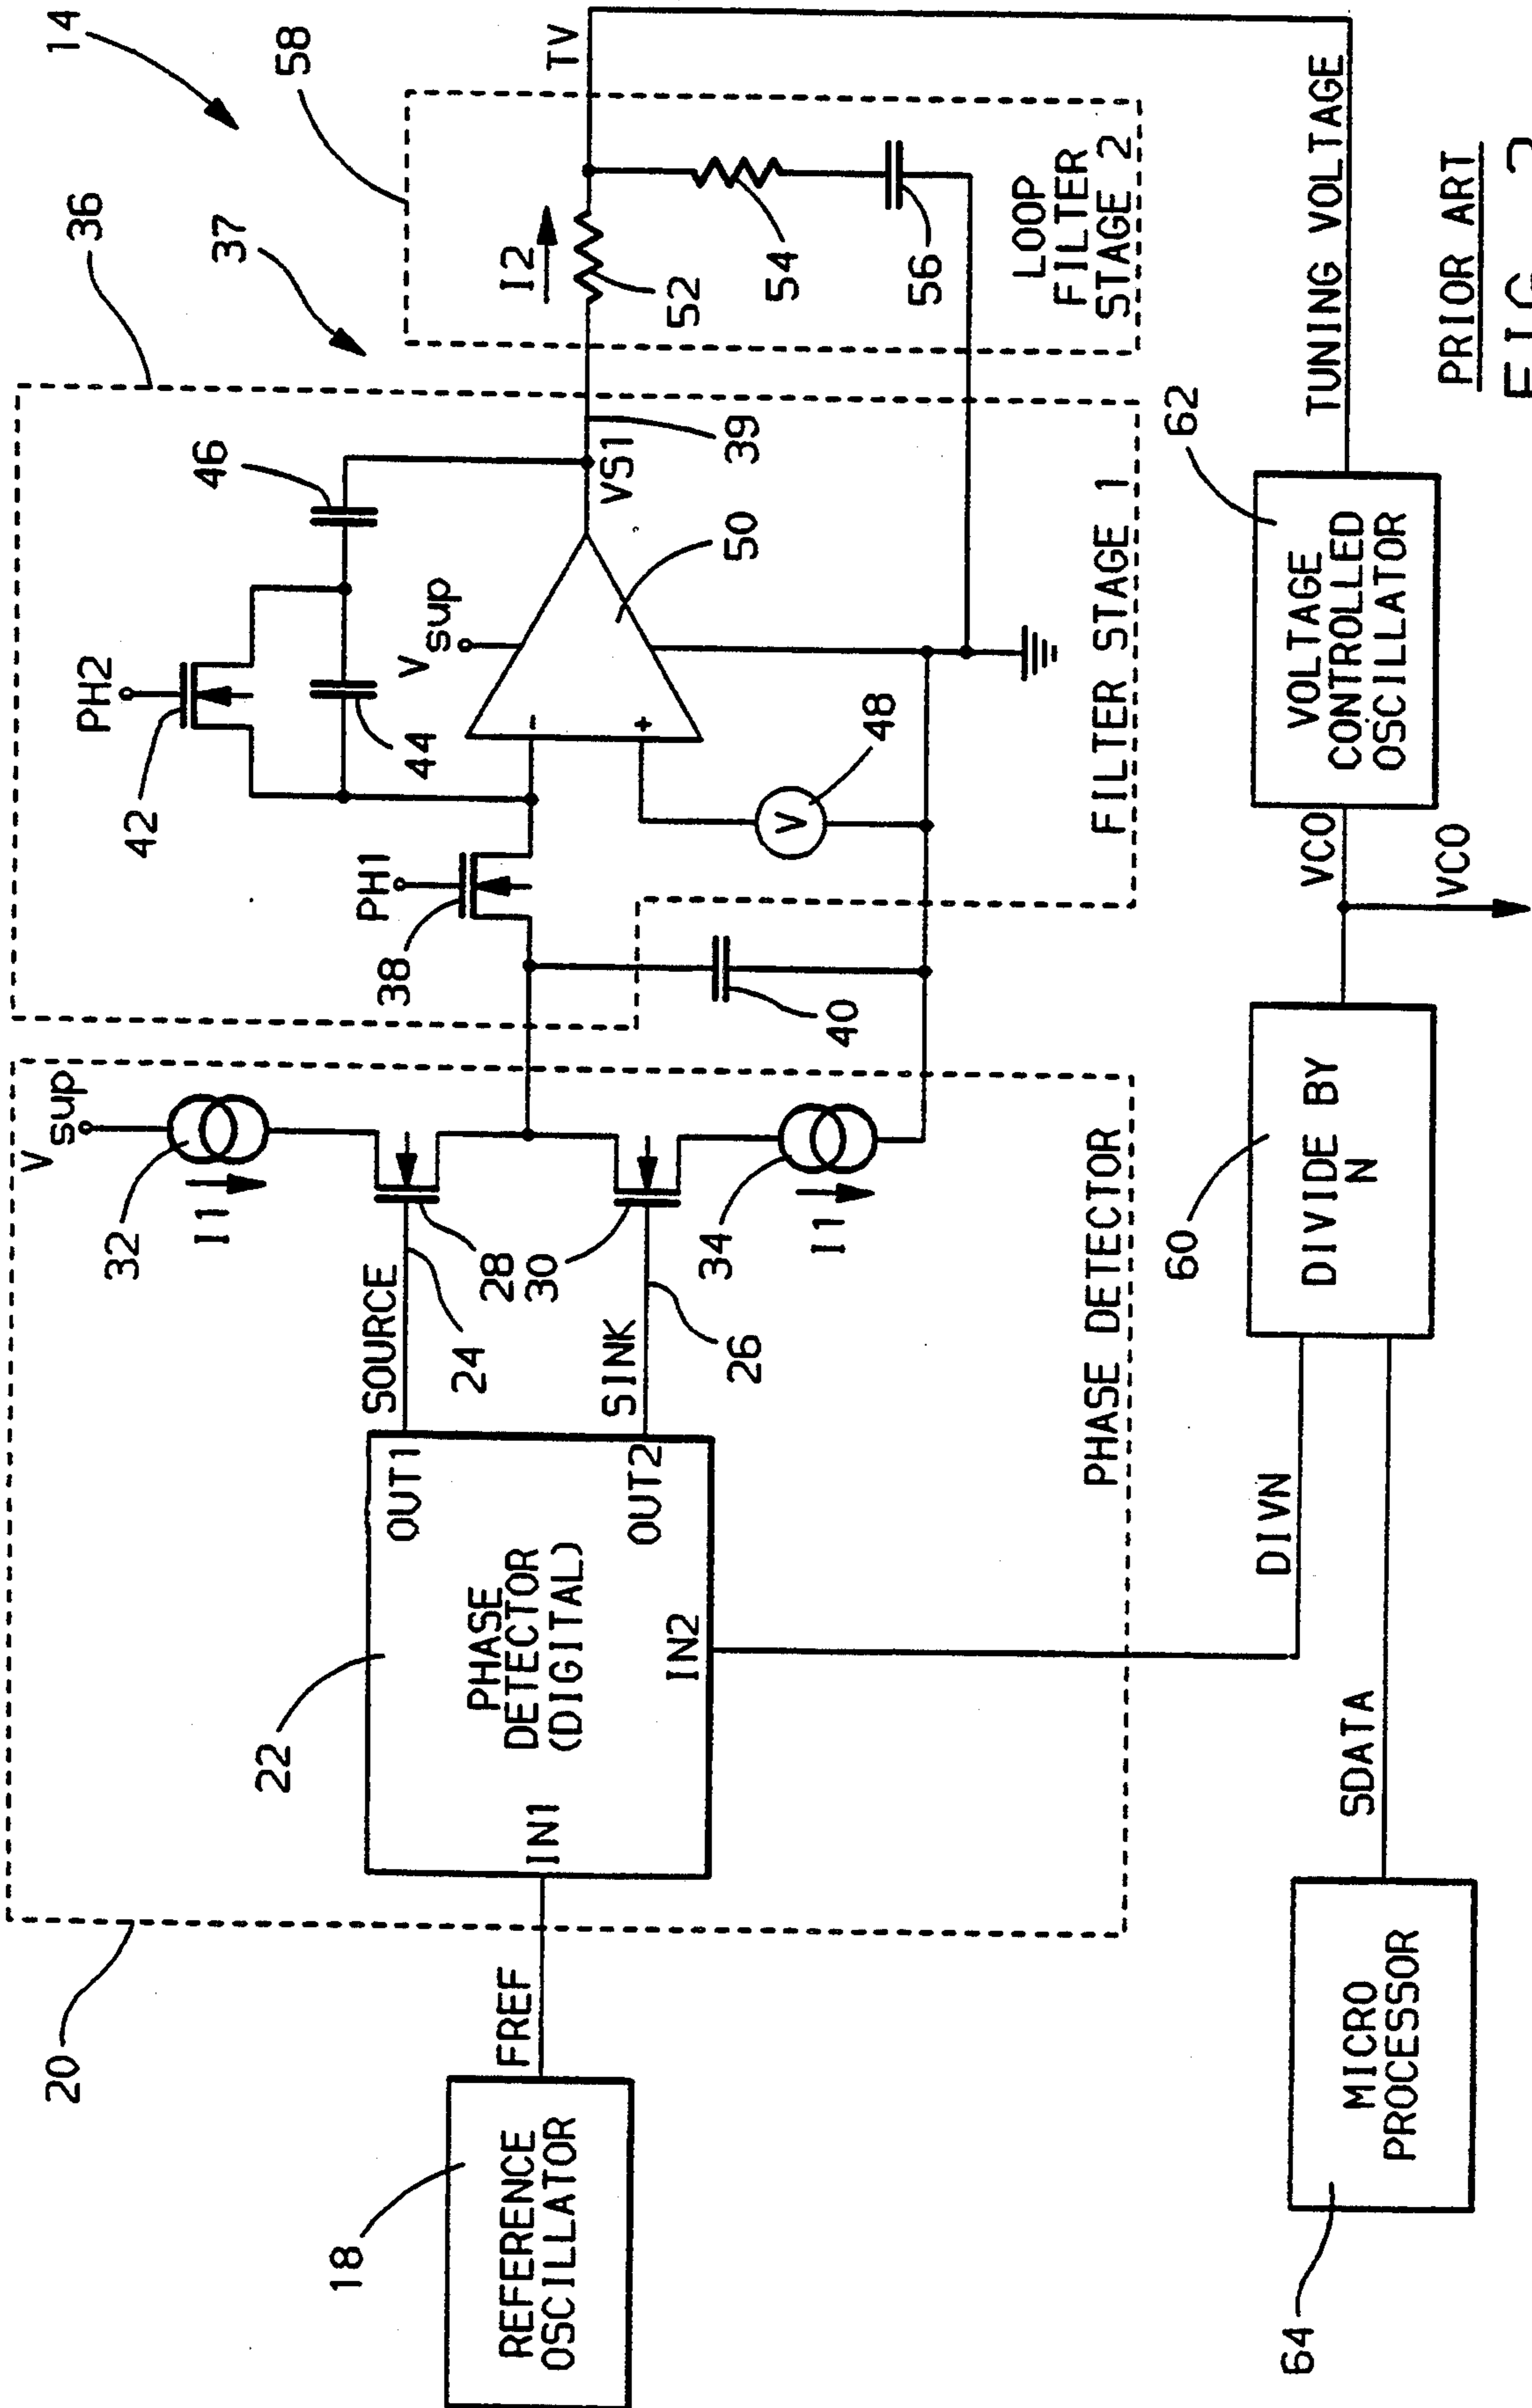 14
58
TV
36
37
I2
52
54
56
LOOP
FILTER
STAGE 2
46
PH2
42
44
Vsup
VS1
39
50
-
+
48
V
PH1
38
40
FILTER STAGE 1
Vsup
32
I1
SOURCE
24
28
30
SINK
26
34
I1
OUT1
OUT2
PHASE
DETECTOR
(DIGITAL)
22
IN1
IN2
PHASE DETECTOR
20
FREF
REFERENCE
OSCILLATOR
18
TUNING VOLTAGE
62
VOLTAGE
CONTROLLED
OSCILLATOR
VCO
VCO
DIVIDE BY
N
60
DIVN
SDATA
MICRO
PROCESSOR
64
PRIOR ART
FIG